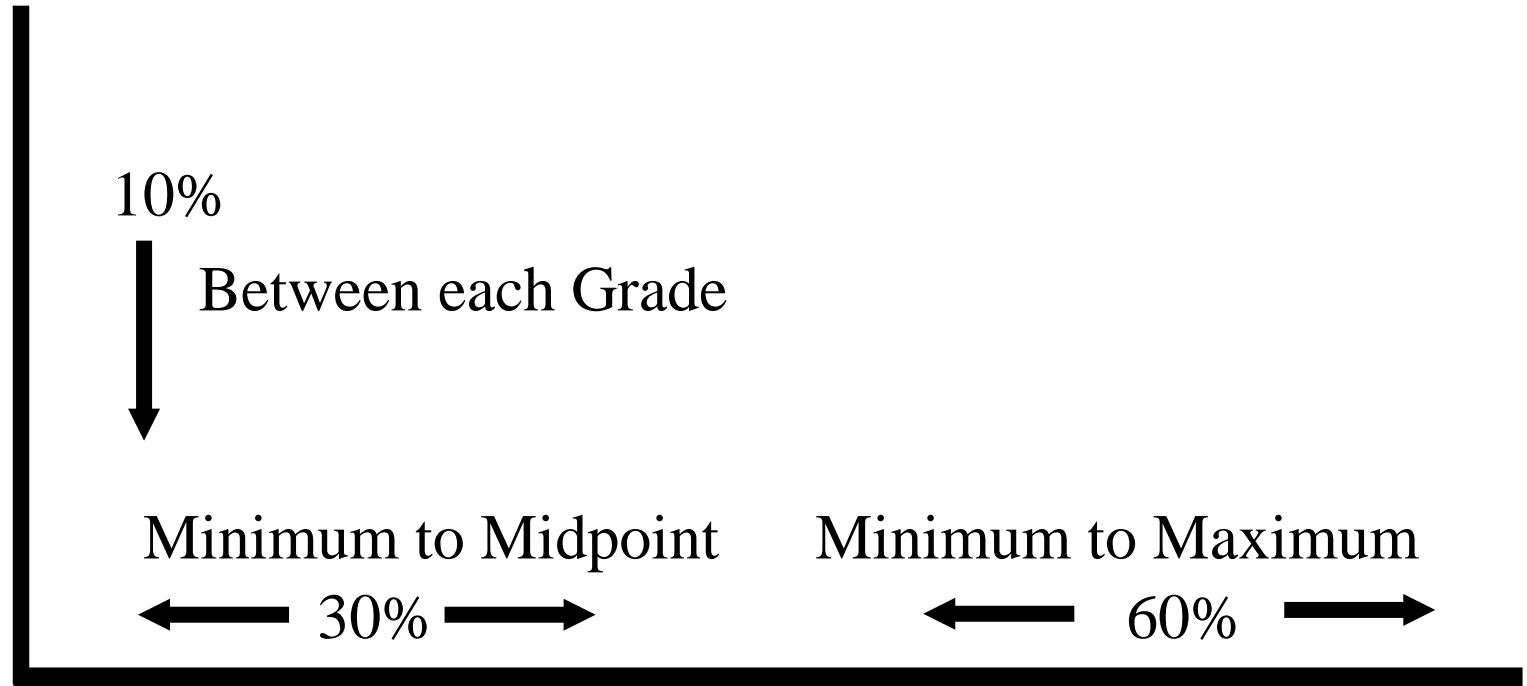 10%
Between each Grade
Minimum to Midpoint Minimum to Maximum
30% 60%